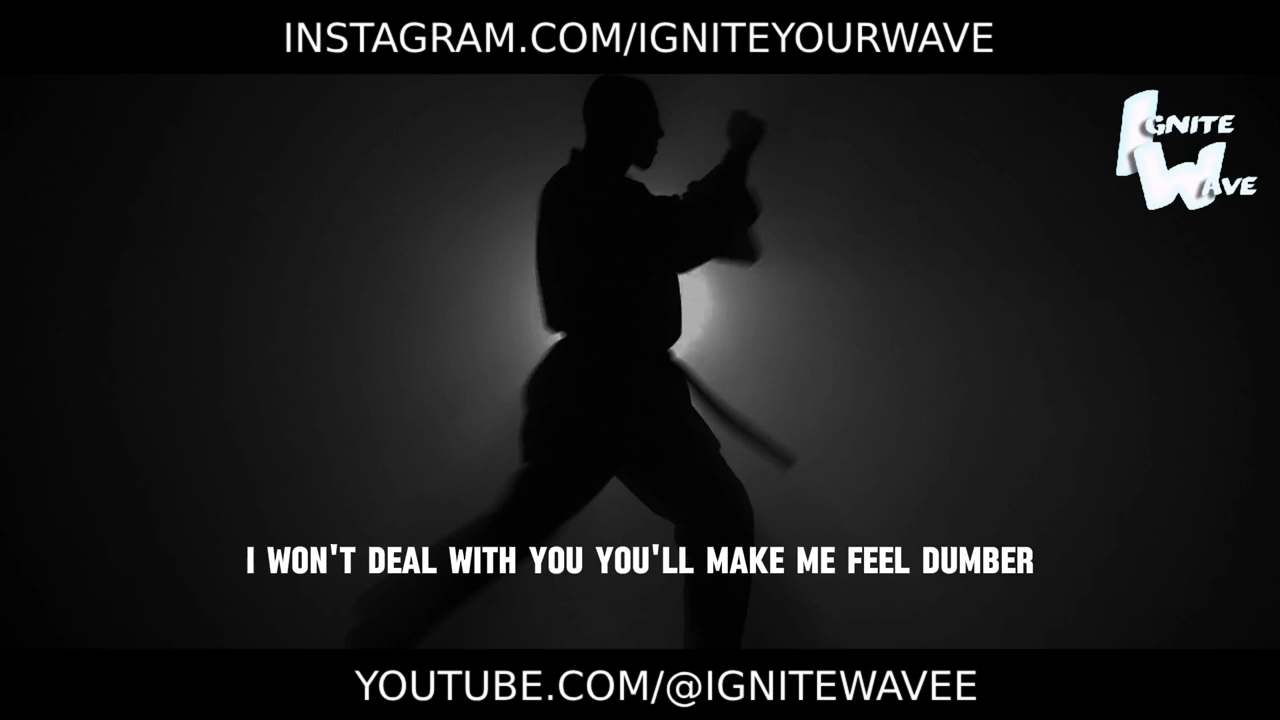 INSTAGRAM.COM/IGNITEYOURWAVE
IGNITE
WAVE
I WON'T DEAL WITH YOU YOU'LL MAKE ME FEEL DUMBER
YOUTUBE.COM/@IGNITEWAVEE